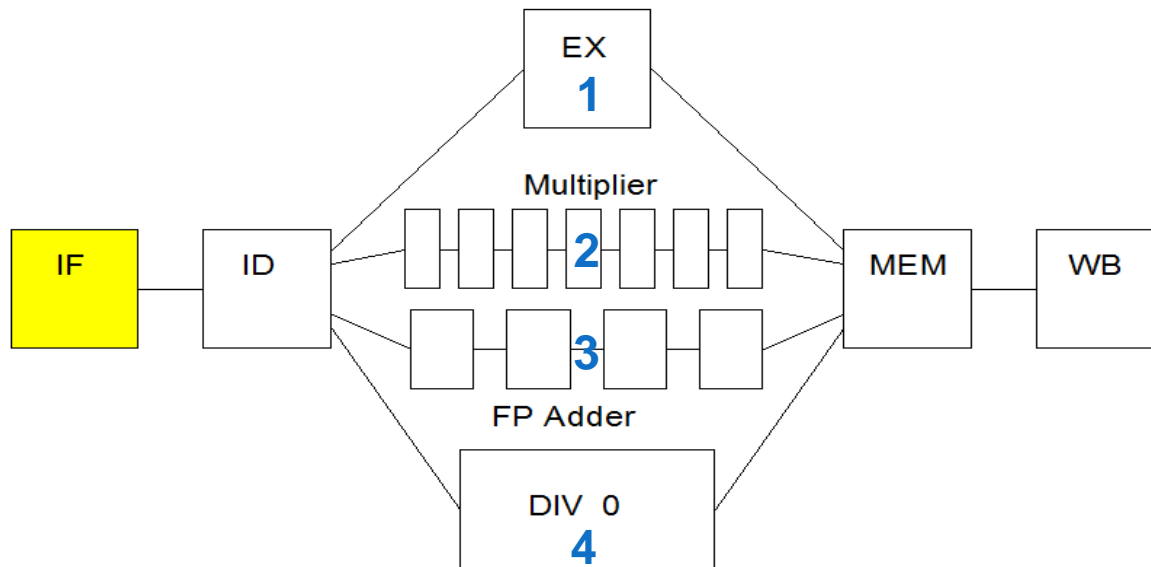 EX
1
Multiplier
IF
ID
2
MEM
WB
3
FP Adder
DIV 0
4